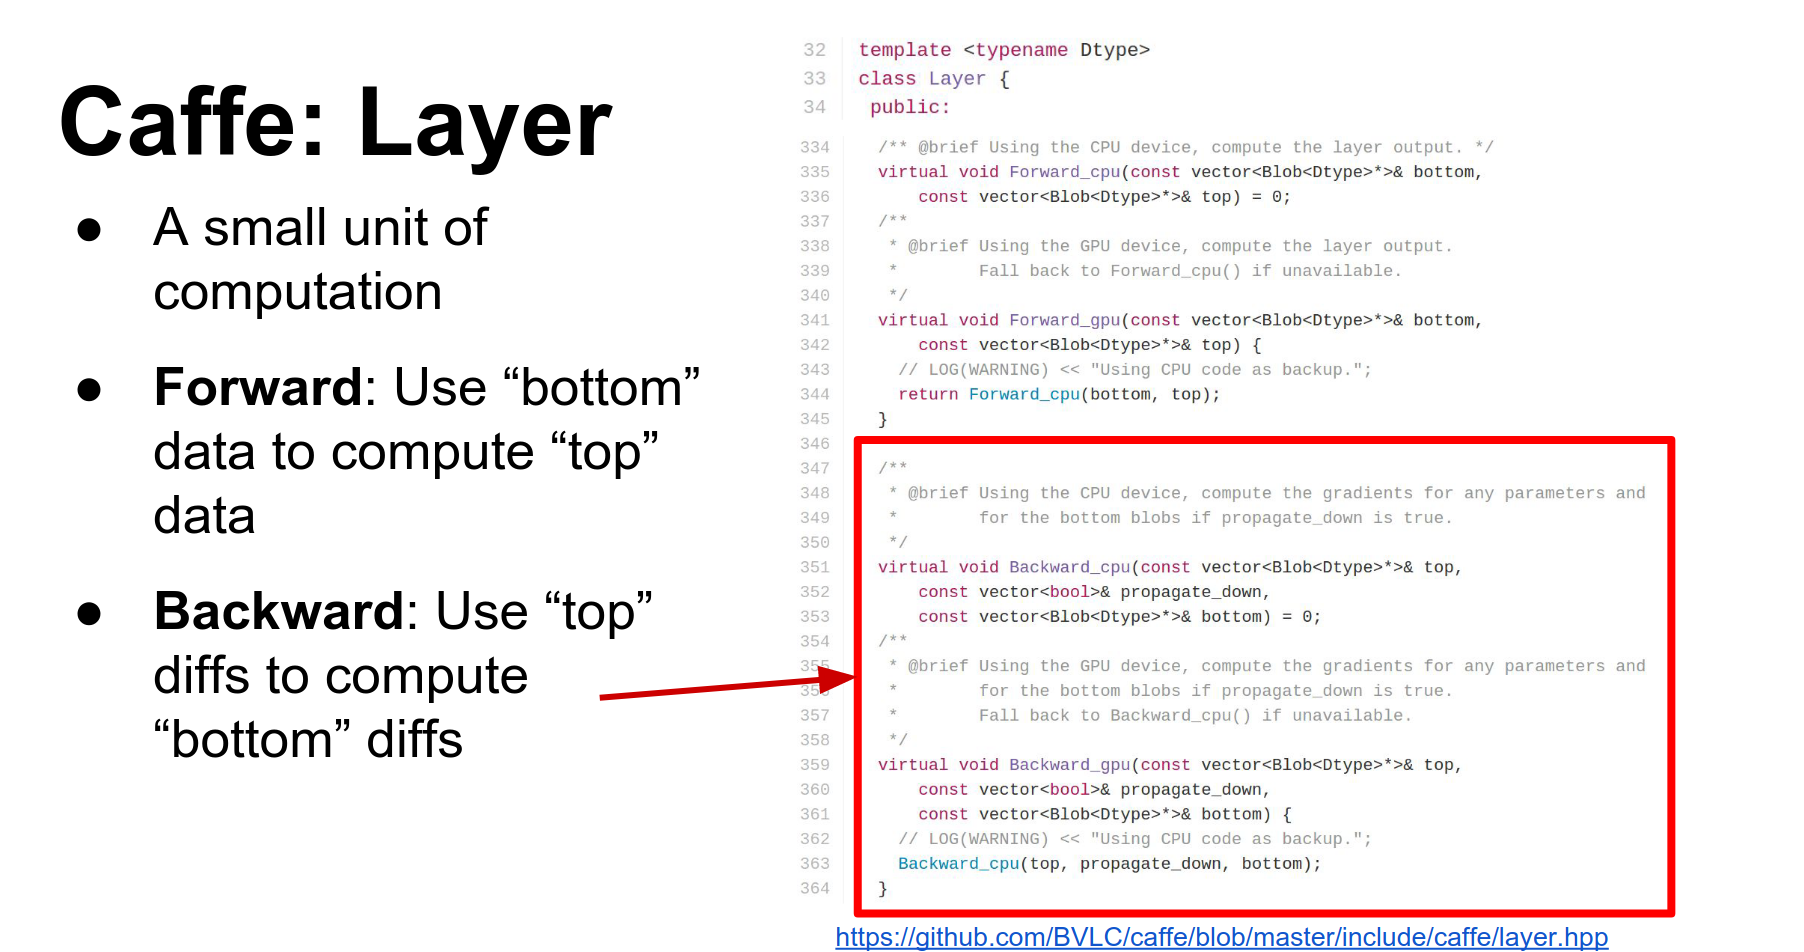 Caffe: Layer
● A small unit of
computation
● Forward: Use “bottom”
data to compute “top”
data
● Backward: Use “top”
diffs to compute
“bottom” diffs
32 template <typename Dtype>
33 class Layer {
34 public:
334 /** @brief Using the CPU device, compute the layer output. */
335 virtual void Forward_cpu(const vector<Blob<Dtype>*>& bottom,
336 const vector<Blob<Dtype>*>& top) = 0;
337 /**
338 * @brief Using the GPU device, compute the layer output.
339 * Fall back to Forward_cpu() if unavailable.
340 */
341 virtual void Forward_gpu(const vector<Blob<Dtype>*>& bottom,
342 const vector<Blob<Dtype>*>& top) {
343 // LOG(WARNING) << "Using CPU code as backup.";
344 return Forward_cpu(bottom, top);
345 }
346
347 /**
348 * @brief Using the CPU device, compute the gradients for any parameters and
349 * for the bottom blobs if propagate_down is true.
350 */
351 virtual void Backward_cpu(const vector<Blob<Dtype>*>& top,
352 const vector<bool>& propagate_down,
353 const vector<Blob<Dtype>*>& bottom) = 0;
354 /**
355 * @brief Using the GPU device, compute the gradients for any parameters and
356 * for the bottom blobs if propagate_down is true.
357 * Fall back to Backward_cpu() if unavailable.
358 */
359 virtual void Backward_gpu(const vector<Blob<Dtype>*>& top,
360 const vector<bool>& propagate_down,
361 const vector<Blob<Dtype>*>& bottom) {
362 // LOG(WARNING) << "Using CPU code as backup.";
363 Backward_cpu(top, propagate_down, bottom);
364 }
https://github.com/BVLC/caffe/blob/master/include/caffe/layer.hpp